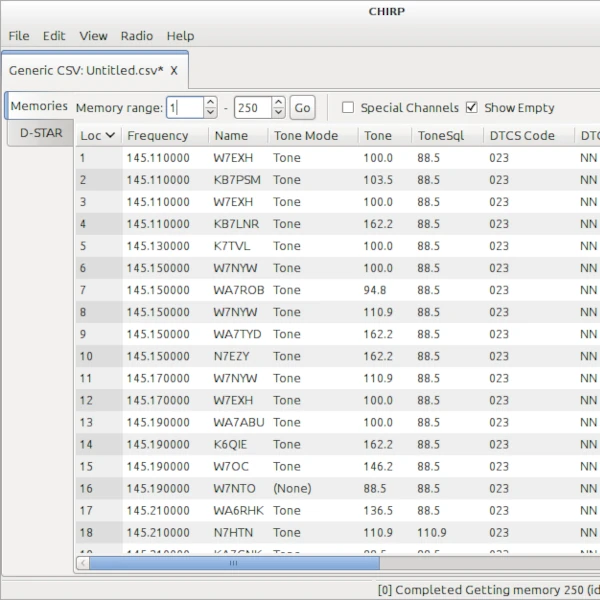 CHIRP
File Edit View Radio Help
Generic CSV: Untitled.csv* X
Memories Memory range: 1 - 250 Go Special Channels Show Empty
D-STAR
Loc Frequency Name Tone Mode Tone ToneSql DTCS Code DTC
1 145.110000 W7EXH Tone 100.0 88.5 023 NN
2 145.110000 KB7PSM Tone 103.5 88.5 023 NN
3 145.110000 W7EXH Tone 100.0 88.5 023 NN
4 145.110000 KB7LNR Tone 162.2 88.5 023 NN
5 145.130000 K7TVL Tone 100.0 88.5 023 NN
6 145.150000 W7NYW Tone 100.0 88.5 023 NN
7 145.150000 WA7ROB Tone 94.8 88.5 023 NN
8 145.150000 W7NYW Tone 110.9 88.5 023 NN
9 145.150000 WA7TYD Tone 162.2 88.5 023 NN
10 145.150000 N7EZY Tone 162.2 88.5 023 NN
11 145.170000 W7NYW Tone 110.9 88.5 023 NN
12 145.170000 W7EXH Tone 100.0 88.5 023 NN
13 145.190000 WA7ABU Tone 100.0 88.5 023 NN
14 145.190000 K6QIE Tone 162.2 88.5 023 NN
15 145.190000 W7OC Tone 146.2 88.5 023 NN
16 145.190000 W7NTO (None) 88.5 88.5 023 NN
17 145.210000 WA6RHK Tone 136.5 88.5 023 NN
18 145.210000 N7HTN Tone 110.9 110.9 023 NN
[0] Completed Getting memory 250 (id